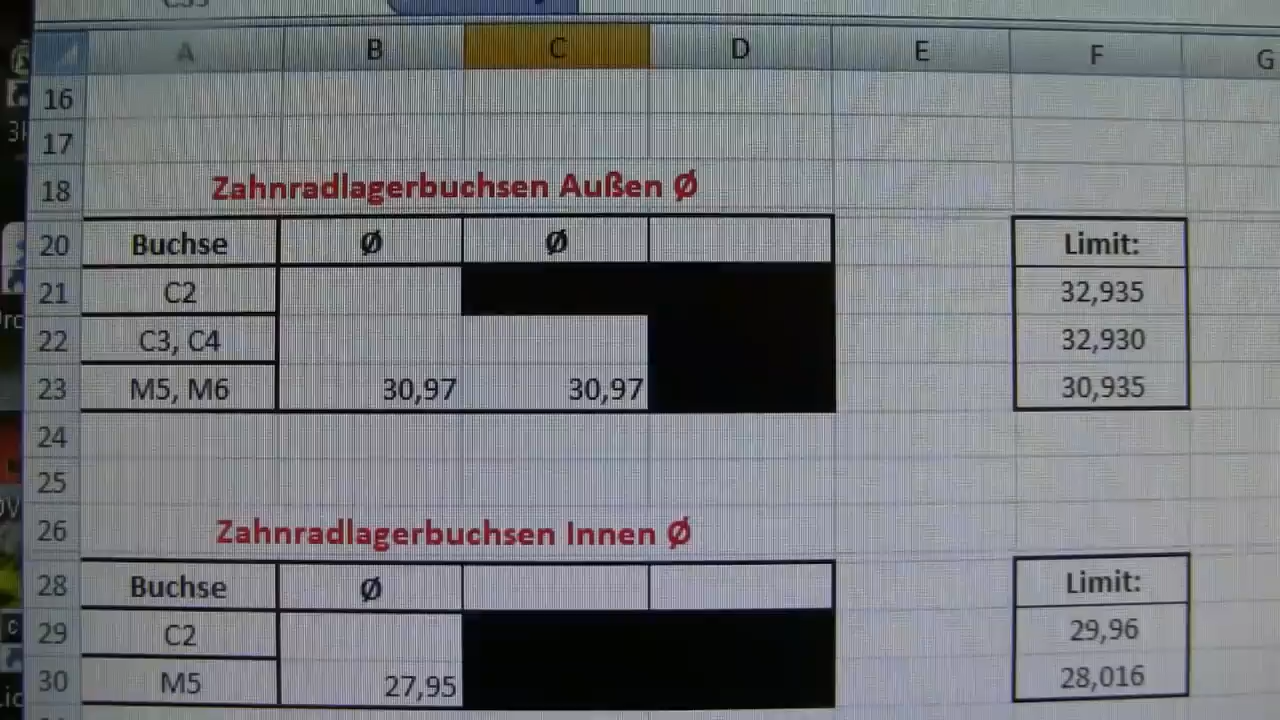 A B C D E F G
16
17
18 Zahnradlagerbuchsen Außen Ø
20 Buchse Ø Ø Limit:
21 C2 32,935
22 C3, C4 32,930
23 M5, M6 30,97 30,97 30,935
24
25
26 Zahnradlagerbuchsen Innen Ø
28 Buchse Ø Limit:
29 C2 29,96
30 M5 27,95 28,016